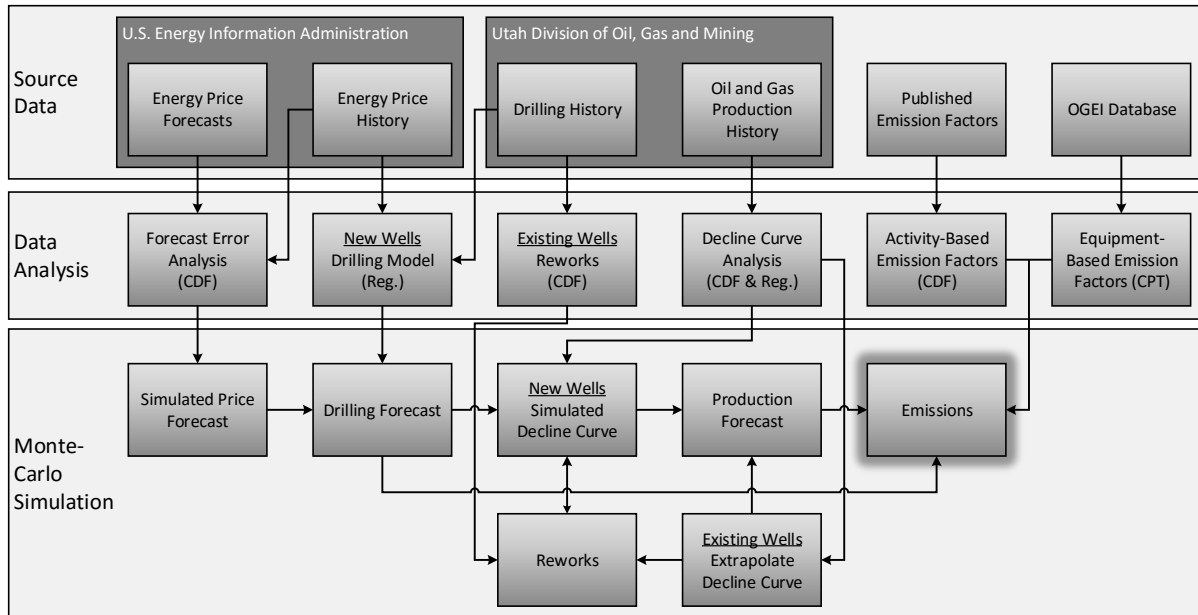 U.S. Energy Information Administration
Utah Division of Oil, Gas and Mining
Source
Data
Energy Price
Forecasts
Energy Price
History
Drilling History
Oil and Gas
Production
History
Published
Emission Factors
OGEI Database
Data
Analysis
Forecast Error
Analysis
(CDF)
New Wells
Drilling Model
(Reg.)
Existing Wells
Reworks
(CDF)
Decline Curve
Analysis
(CDF & Reg.)
Activity-Based
Emission Factors
(CDF)
Equipment-
Based Emission
Factors (CPT)
Monte-
Carlo
Simulation
Simulated Price
Forecast
Drilling Forecast
New Wells
Simulated
Decline Curve
Production
Forecast
Emissions
Reworks
Existing Wells
Extrapolate
Decline Curve